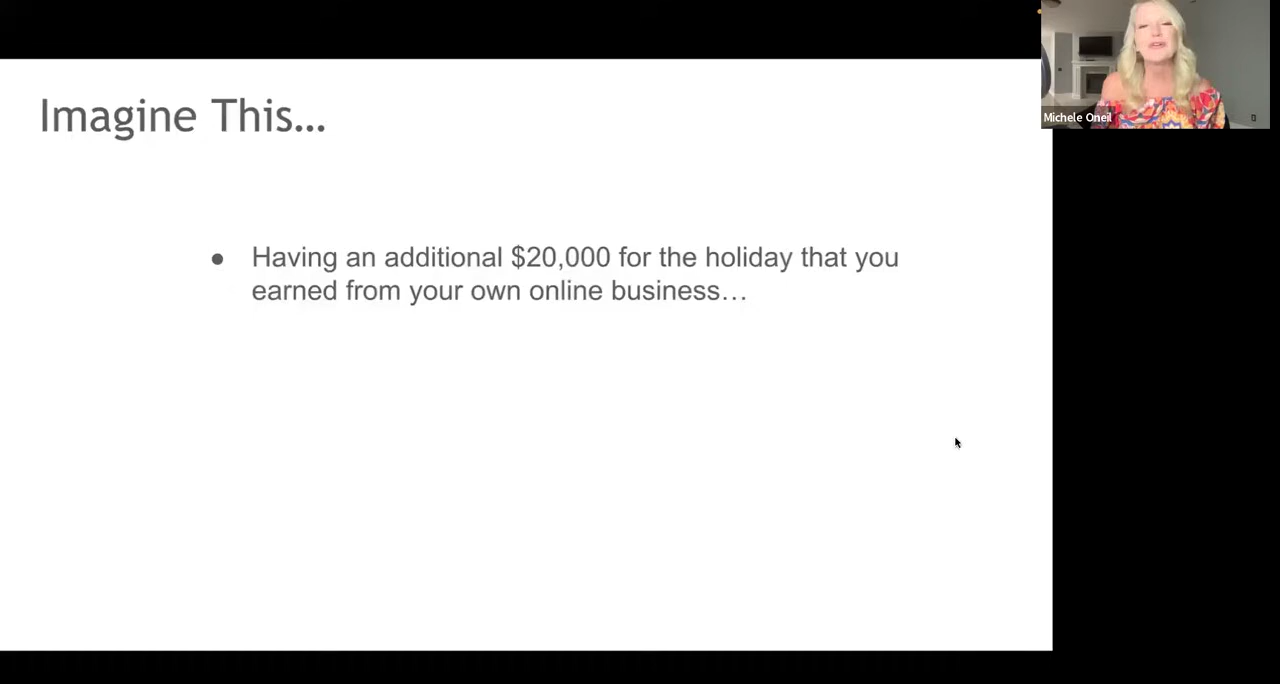 Imagine This...
● Having an additional $20,000 for the holiday that you
earned from your own online business…
Michele Oneil